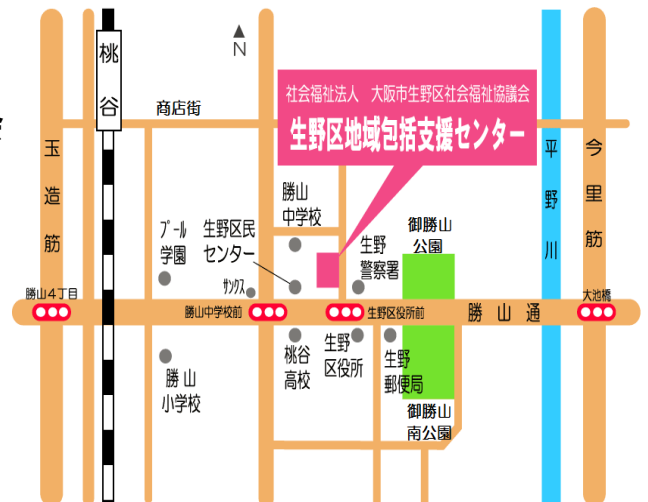 桃谷
N
商店街
社会福祉法人　大阪市生野区社会福祉協議会
生野区地域包括支援センター
玉造筋
平野川
今里筋
勝山
中学校
プール
学園
生野区民
センター
生野
警察署
御勝山
公園
サンクス
勝山4丁目
勝山中学校前
生野区役所前
勝山通
大池橋
勝山
小学校
桃谷
高校
生野
区役所
生野
郵便局
御勝山
南公園